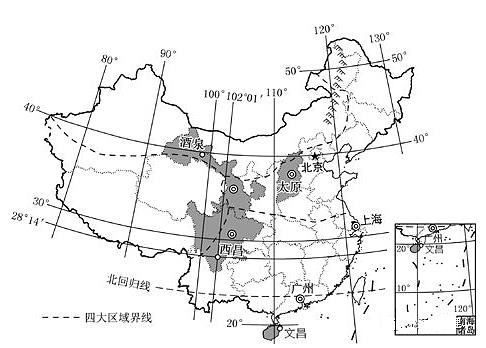 120°
130°
90°
80°
50°
50°
100°
102°01′
110°
40°
40°
酒泉
北京
太原
30°
28°14′
上海
西昌
北回归线
广州
20°
文昌
四大区域界线
广州
20°
文昌
10°
120°
南海
诸岛